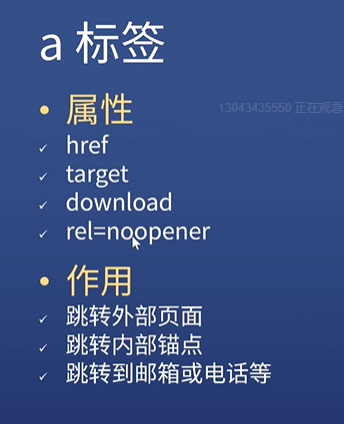 a 标签
属性
13043435550 正在观看
href
target
download
rel=noopener
作用
跳转外部页面
跳转内部锚点
跳转到邮箱或电话等